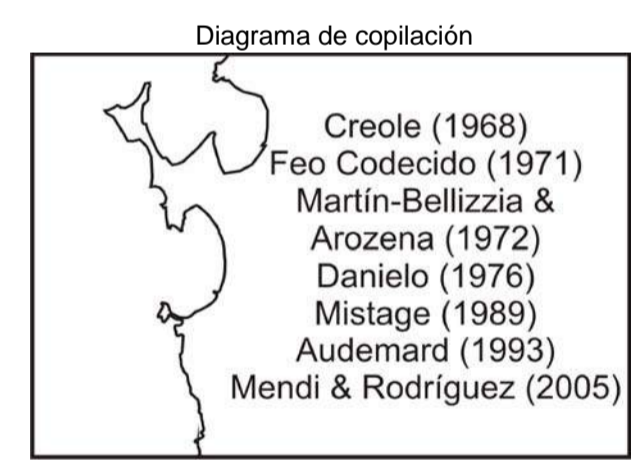 Diagrama de copilación
Creole (1968)
Feo Codecido (1971)
Martín-Bellizzia &
Arozena (1972)
Danielo (1976)
Mistage (1989)
Audemard (1993)
Mendi & Rodríguez (2005)